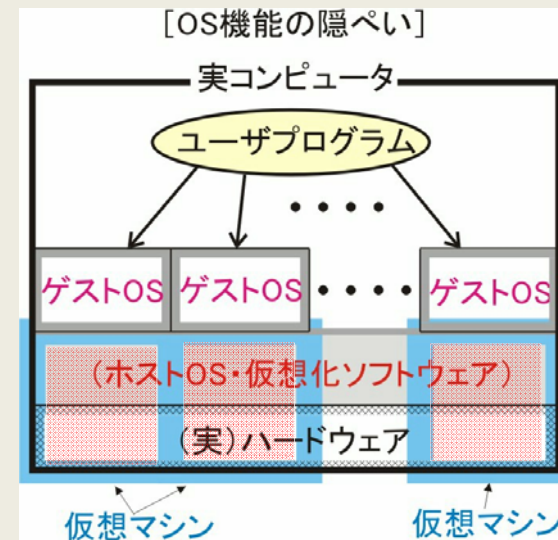 [OS機能の隠ぺい]
実コンピュータ
ユーザプログラム
・・・・
ゲストOS ゲストOS ・・・・ ゲストOS
(ホストOS・仮想化ソフトウェア)
(実)ハードウェア
仮想マシン 仮想マシン